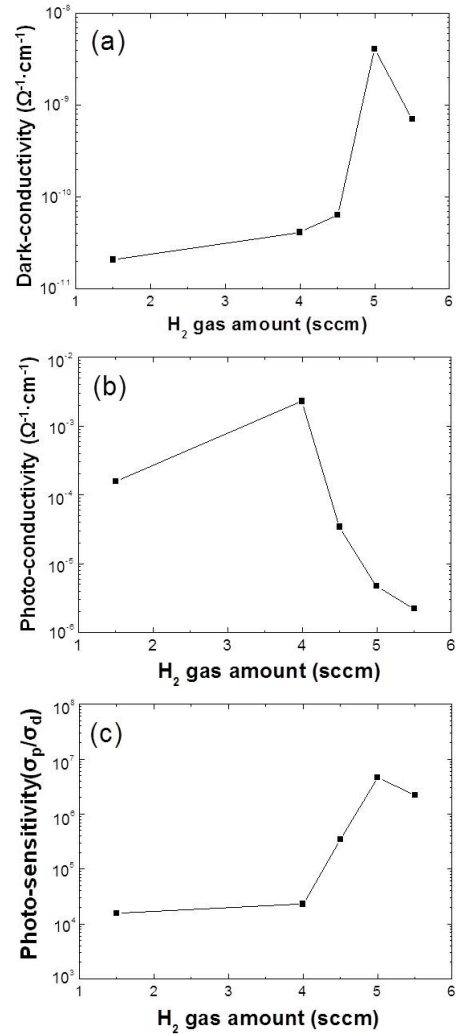 (a)
Dark-conductivity (Ω⁻¹·cm⁻¹)
10⁻⁸
10⁻⁹
10⁻¹⁰
10⁻¹¹
1 2 3 4 5 6
H₂ gas amount (sccm)
(b)
Photo-conductivity (Ω⁻¹·cm⁻¹)
10⁻²
10⁻³
10⁻⁴
10⁻⁵
10⁻⁶
1 2 3 4 5 6
H₂ gas amount (sccm)
(c)
Photo-sensitivity(σₚ/σd)
10⁸
10⁷
10⁶
10⁵
10⁴
10³
1 2 3 4 5 6
H₂ gas amount (sccm)